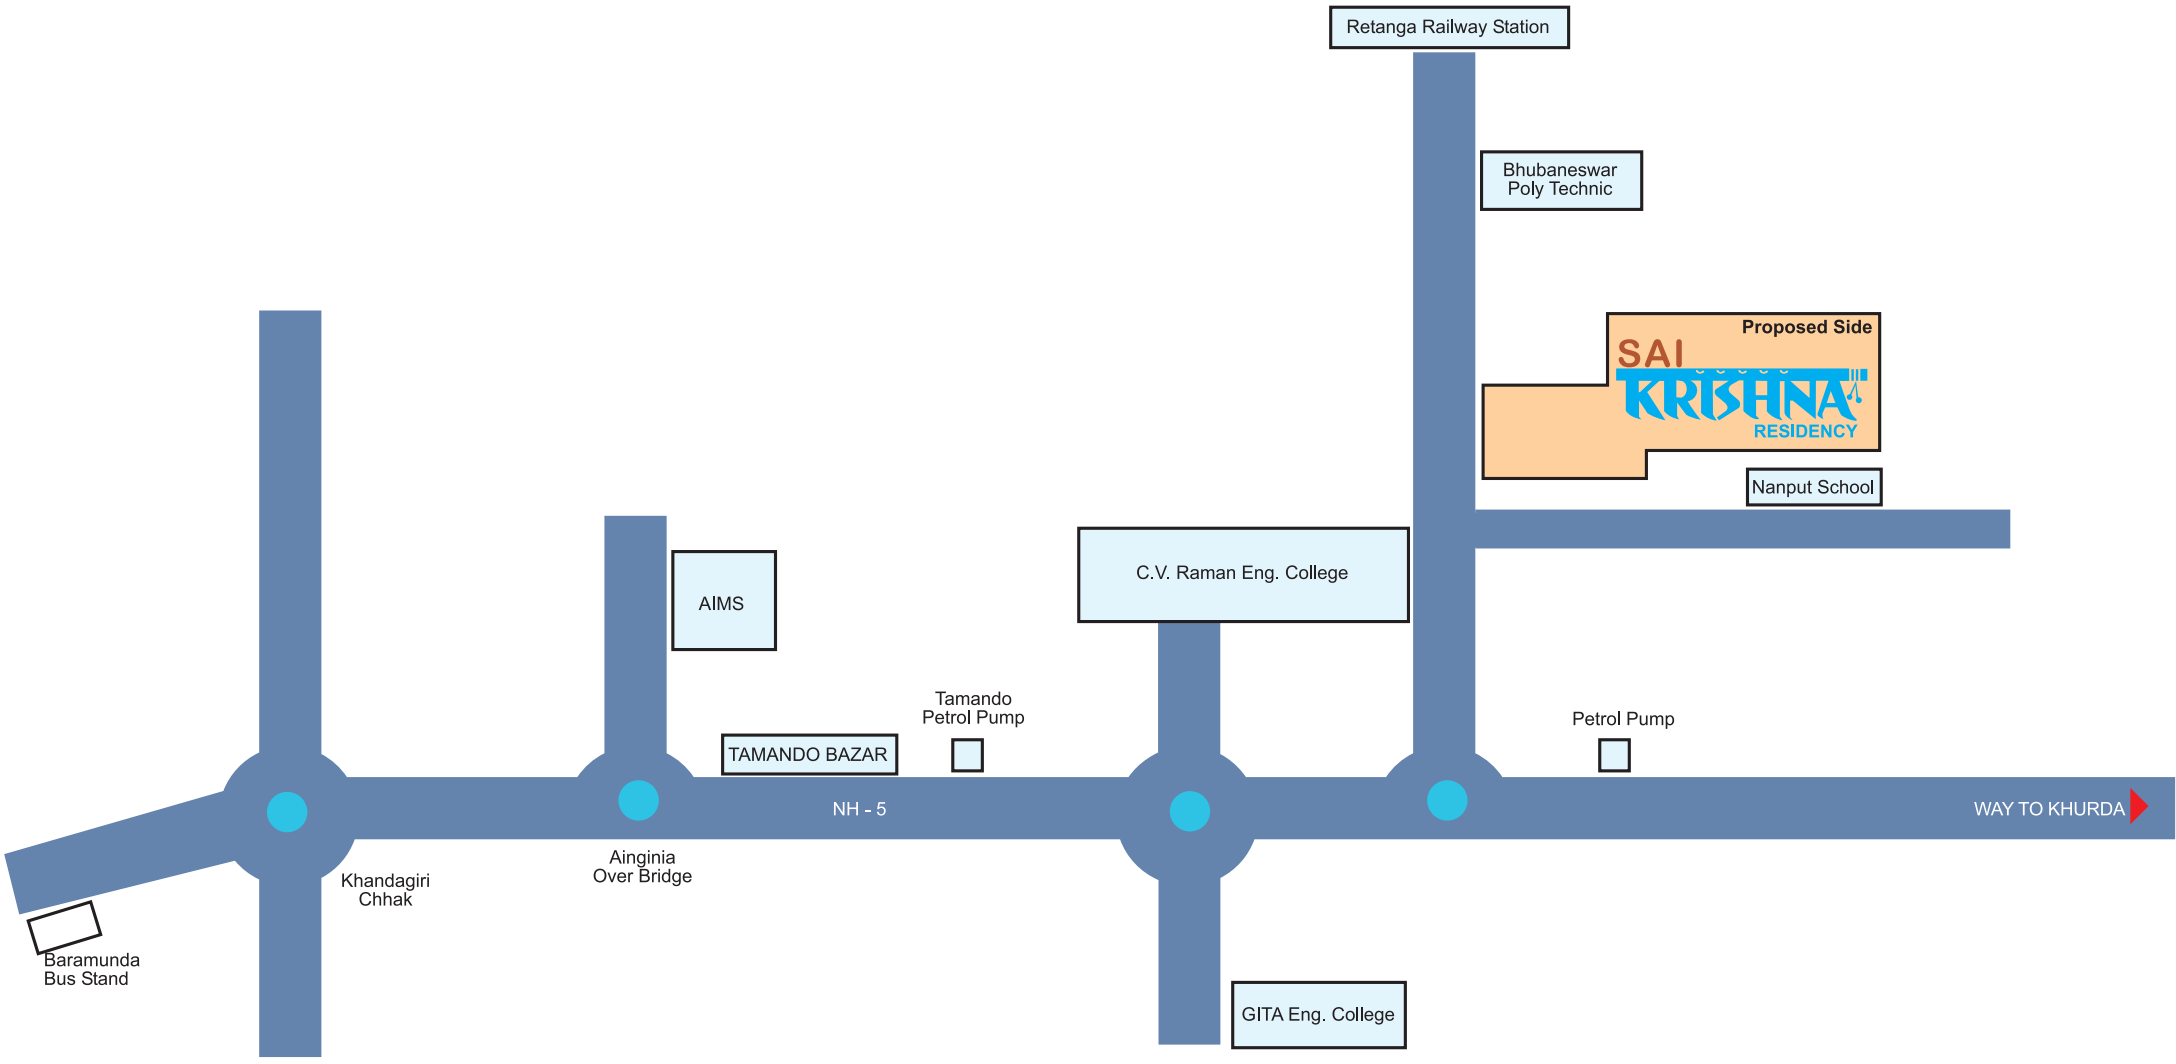 Retanga Railway Station
Bhubaneswar
Poly Technic
Proposed Side
SAI
KRISHNA
RESIDENCY
Nanput School
C.V. Raman Eng. College
AIMS
Tamando
Petrol Pump
Petrol Pump
TAMANDO BAZAR
NH - 5
WAY TO KHURDA
Ainginia
Over Bridge
Khandagiri
Chhak
Baramunda
Bus Stand
GITA Eng. College